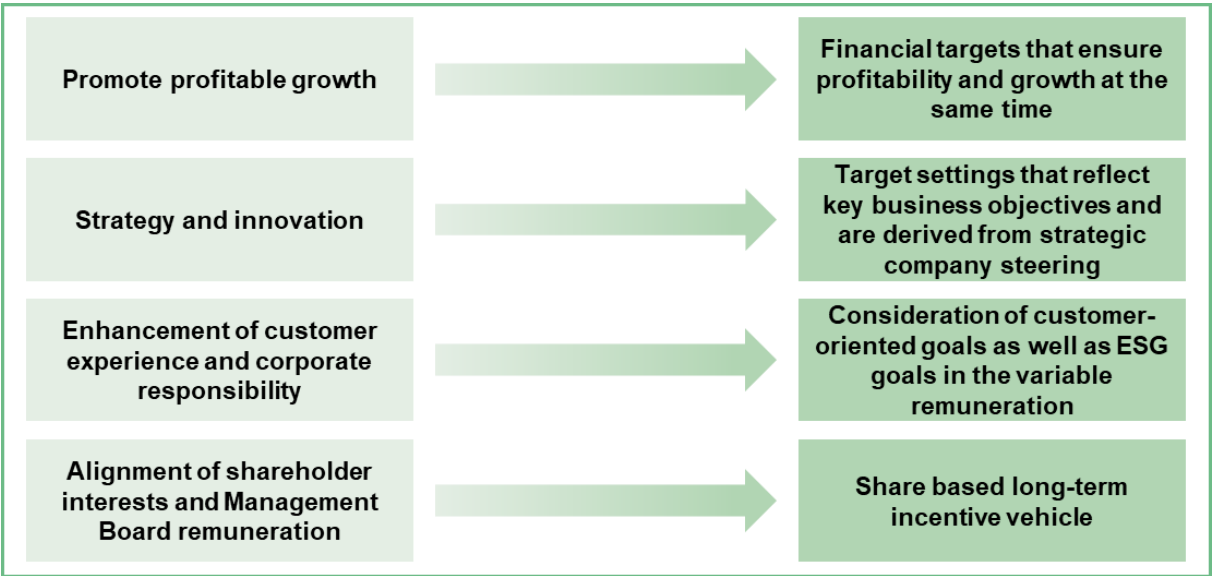 Promote profitable growth
Financial targets that ensure
profitability and growth at the
same time
Strategy and innovation
Target settings that reflect
key business objectives and
are derived from strategic
company steering
Enhancement of customer
experience and corporate
responsibility
Consideration of customer-
oriented goals as well as ESG
goals in the variable
remuneration
Alignment of shareholder
interests and Management
Board remuneration
Share based long-term
incentive vehicle